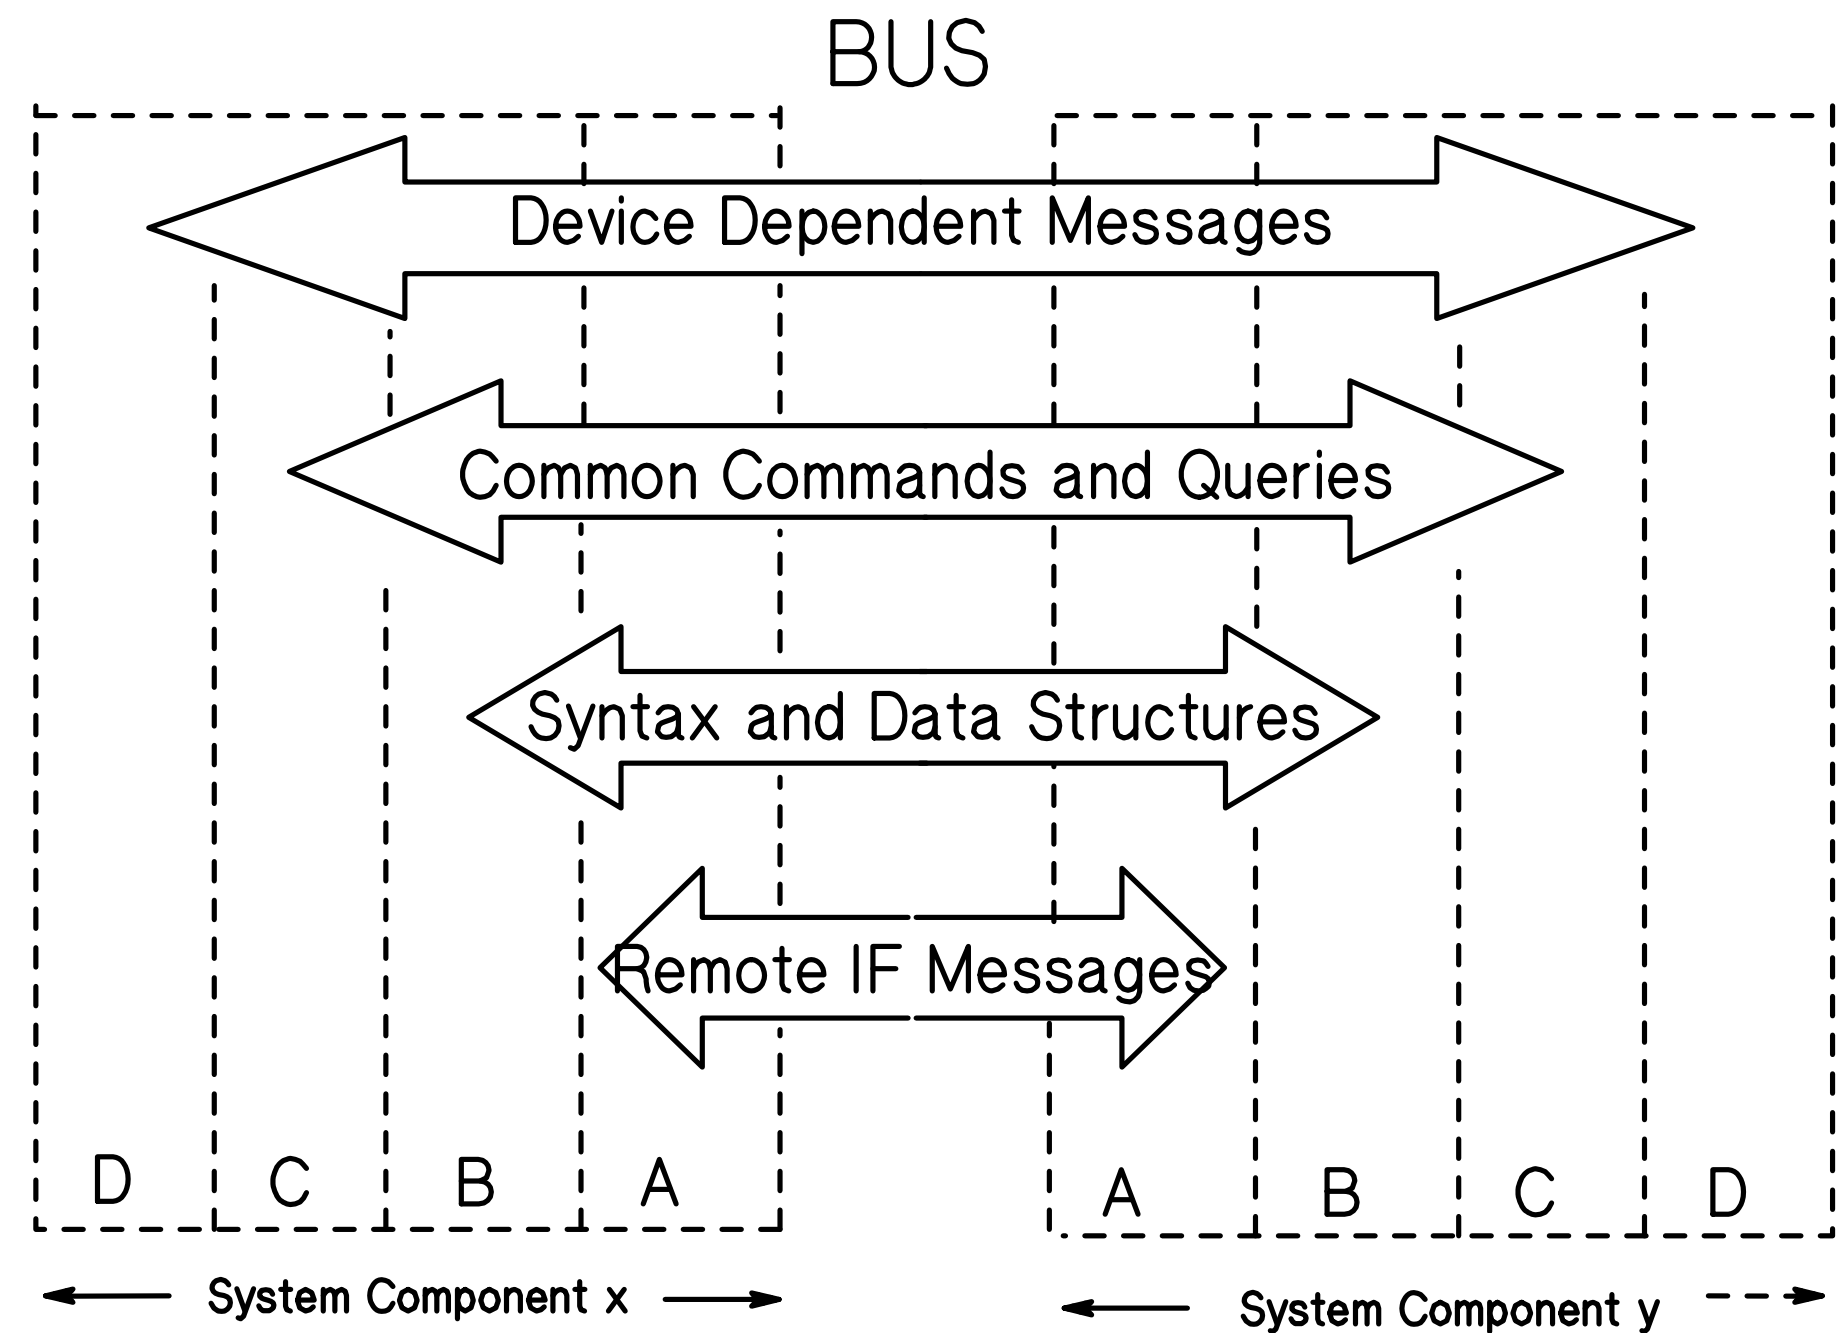 BUS
Device Dependent Messages
Common Commands and Queries
Syntax and Data Structures
Remote IF Messages
D C B A A B C D
System Component x System Component y